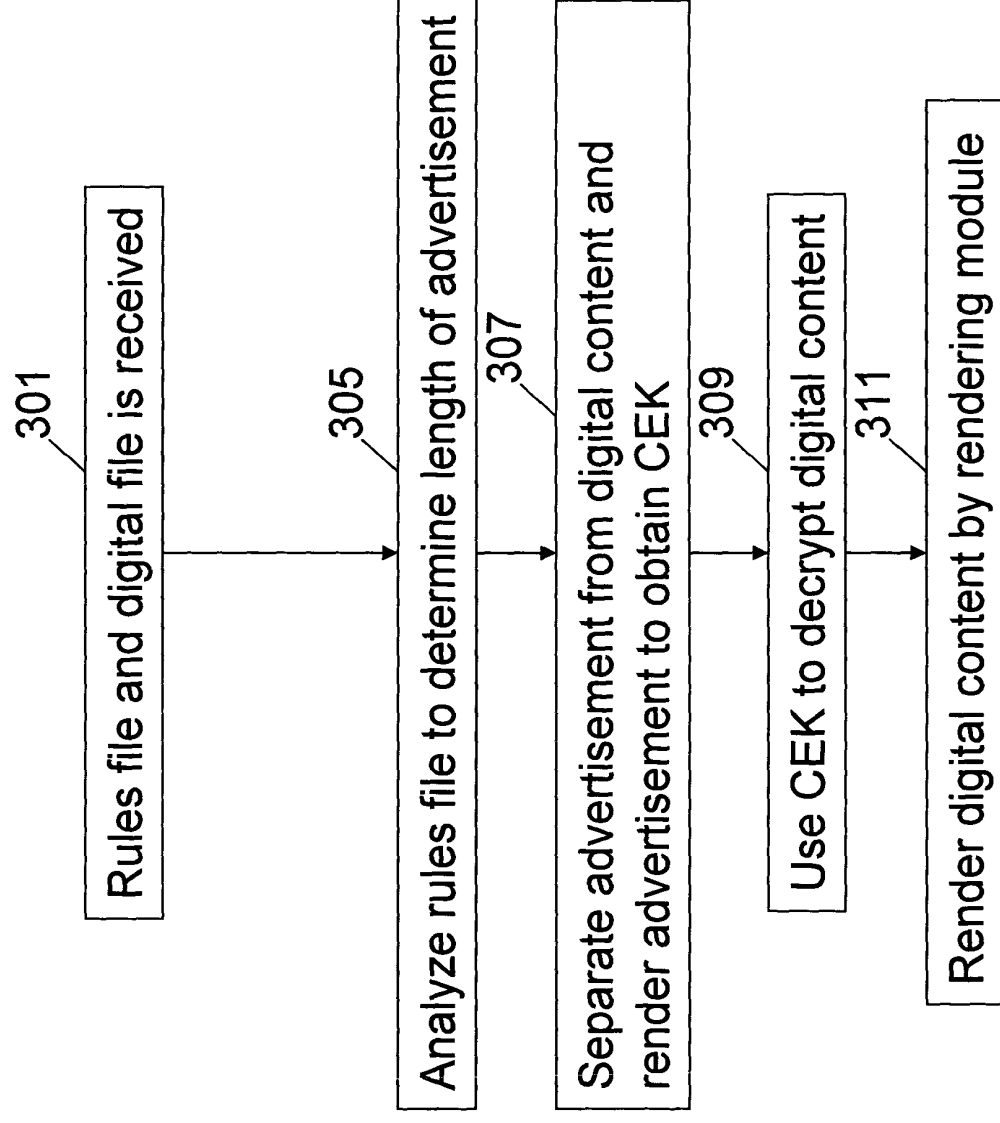 301
Rules file and digital file is received
305
Analyze rules file to determine length of advertisement
307
Separate advertisement from digital content and
render advertisement to obtain CEK
309
Use CEK to decrypt digital content
311
Render digital content by rendering module